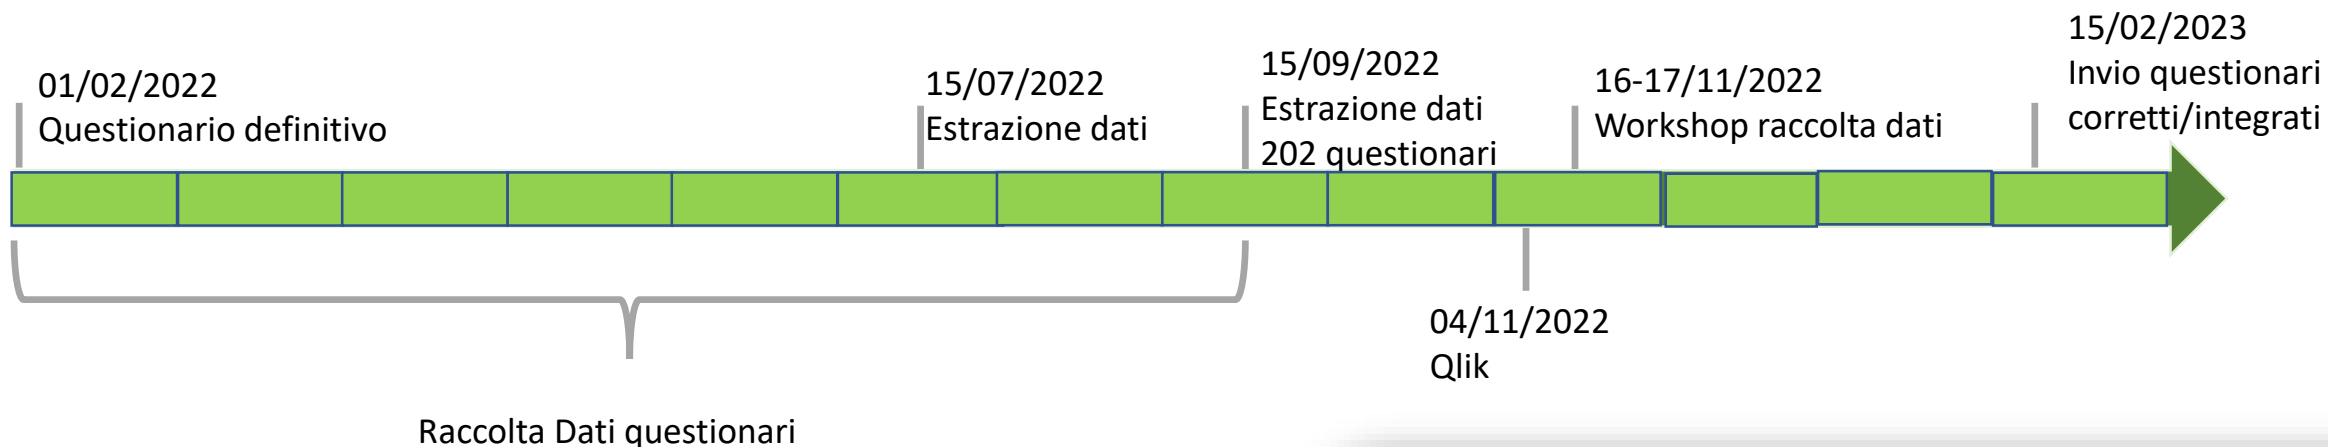 01/02/2022
Questionario definitivo
15/07/2022
Estrazione dati
15/09/2022
Estrazione dati
202 questionari
16-17/11/2022
Workshop raccolta dati
15/02/2023
Invio questionari
corretti/integrati
04/11/2022
Qlik
Raccolta Dati questionari